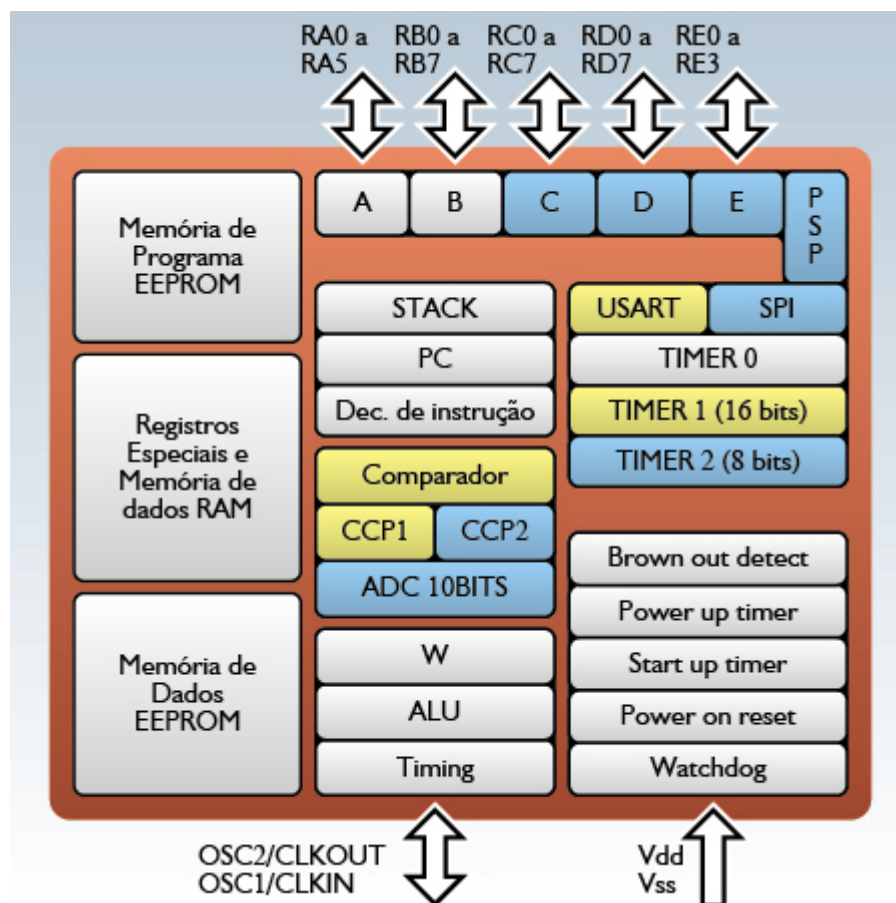 RA0 a
RA5
RB0 a
RB7
RC0 a
RC7
RD0 a
RD7
RE0 a
RE3
Memória de
Programa
EEPROM
A
B
C
D
E
P
S
P
STACK
PC
Dec. de instrução
USART
SPI
TIMER 0
TIMER 1 (16 bits)
TIMER 2 (8 bits)
Registros
Especiais e
Memória de
dados RAM
Comparador
CCP1
CCP2
ADC 10BITS
Brown out detect
Power up timer
Start up timer
Power on reset
Watchdog
Memória de
Dados
EEPROM
W
ALU
Timing
OSC2/CLKOUT
OSC1/CLKIN
Vdd
Vss